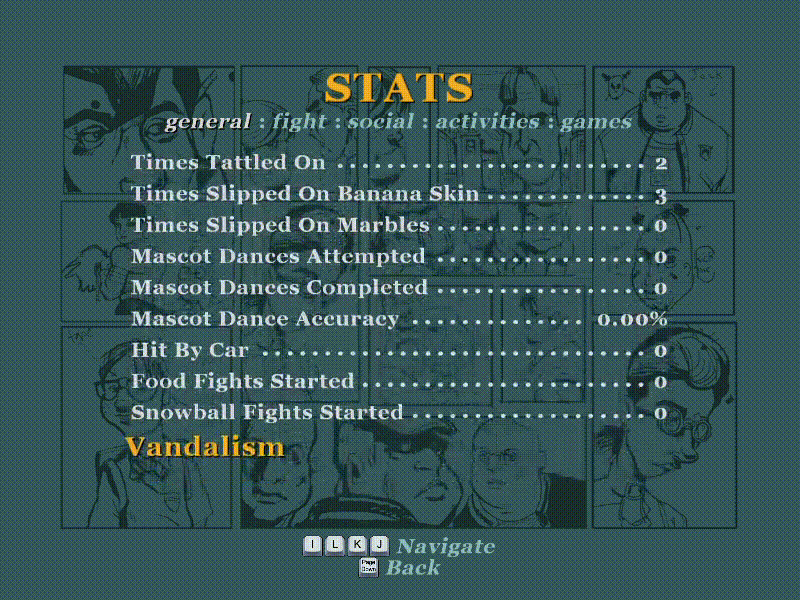 STATS
general : fight : social : activities : games
Times Tattled On . . . . . . . . . . . . . . . . . . . . . . . . . 2
Times Slipped On Banana Skin . . . . . . . . . . . . . 3
Times Slipped On Marbles . . . . . . . . . . . . . . . . . 0
Mascot Dances Attempted . . . . . . . . . . . . . . . . . 0
Mascot Dances Completed . . . . . . . . . . . . . . . . . 0
Mascot Dance Accuracy . . . . . . . . . . . . . . 0.00%
Hit By Car . . . . . . . . . . . . . . . . . . . . . . . . . . . . . . . 0
Food Fights Started . . . . . . . . . . . . . . . . . . . . . . . 0
Snowball Fights Started . . . . . . . . . . . . . . . . . . . 0
Vandalism
I L K J Navigate
Page Down Back